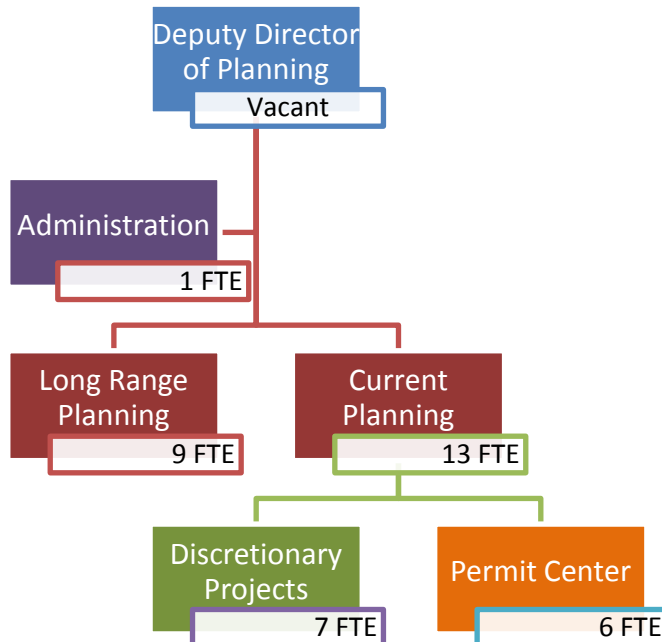 Deputy Director
of Planning
Vacant
Administration
1 FTE
Long Range
Planning
9 FTE
Current
Planning
13 FTE
Discretionary
Projects
7 FTE
Permit Center
6 FTE